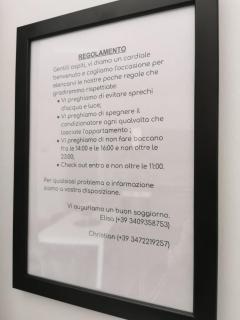 REGOLAMENTO
Gentili ospiti, vi diamo un cordiale
benvenuto e cogliamo l'occasione per
elencarvi le nostre poche regole che
gradiremmo rispettiate:
• Vi preghiamo di evitare sprechi
d'acqua e luce;
• Vi preghiamo di spegnere il
condizionatore ogni qualvolta che
lasciate l'appartamento ;
• Vi preghiamo di non fare baccano
fra le 14:00 e le 16:00 e non oltre le
23:00;
• Check out entro e non oltre le 11:00.
Per qualsiasi problema o informazione
siamo a vostra disposizione.
Vi auguriamo un buon soggiorno.
Elisa (+39 3409358753)
Christian (+39 3472219257)